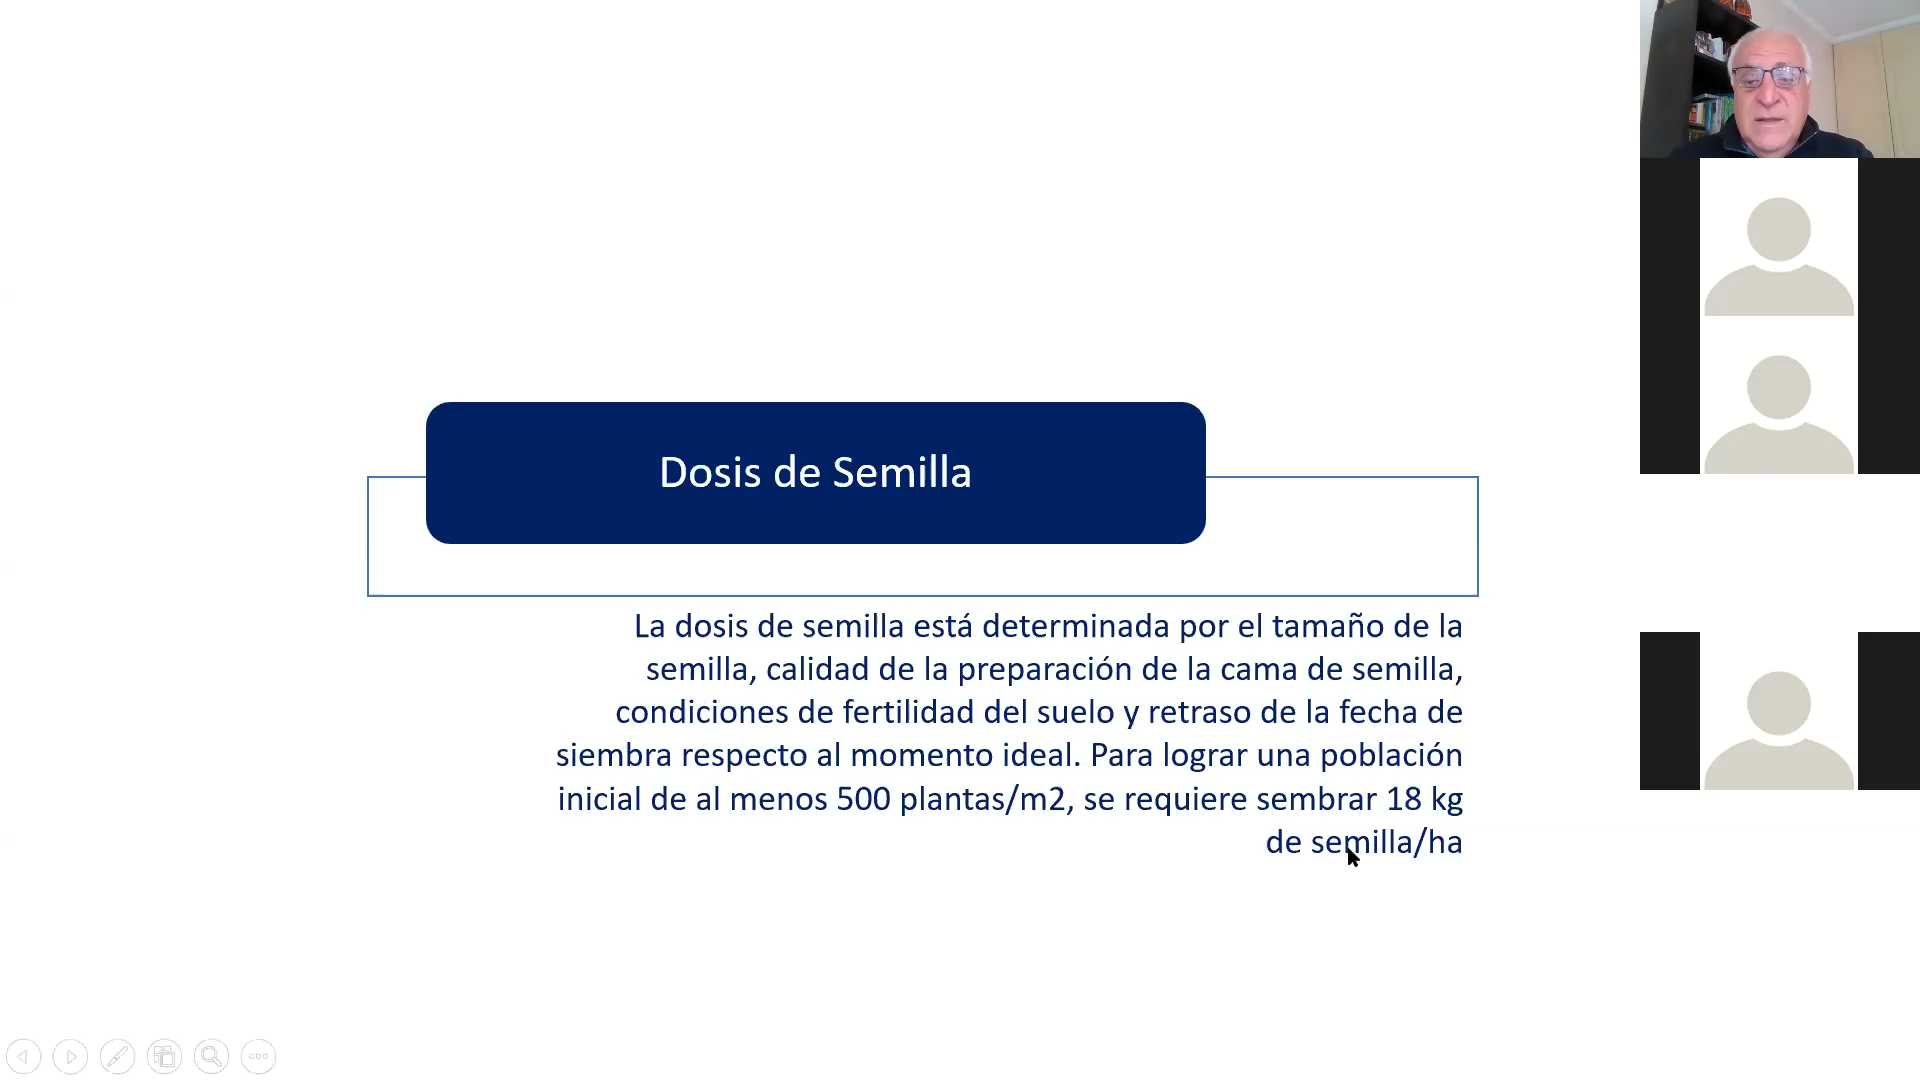 Dosis de Semilla
La dosis de semilla está determinada por el tamaño de la
semilla, calidad de la preparación de la cama de semilla,
condiciones de fertilidad del suelo y retraso de la fecha de
siembra respecto al momento ideal. Para lograr una población
inicial de al menos 500 plantas/m2, se requiere sembrar 18 kg
de semilla/ha